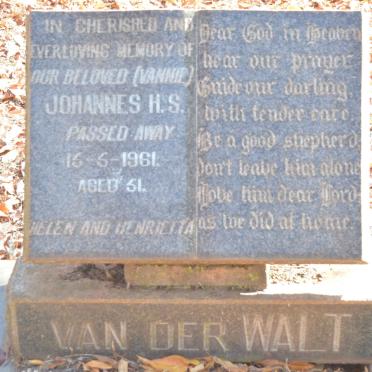 IN CHERISHED AND
EVERLOVING MEMORY OF
OUR BELOVED (VANNIE)
JOHANNES H.S.
PASSED AWAY
16-6-1961.
AGED 51.
HELEN AND HENRIETTA
Dear God in Heaven
hear our prayer
Guide our darling
with tender care.
Be a good shepherd
Don't leave him alone
Love him dear Lord
as we did at home.
VAN DER WALT